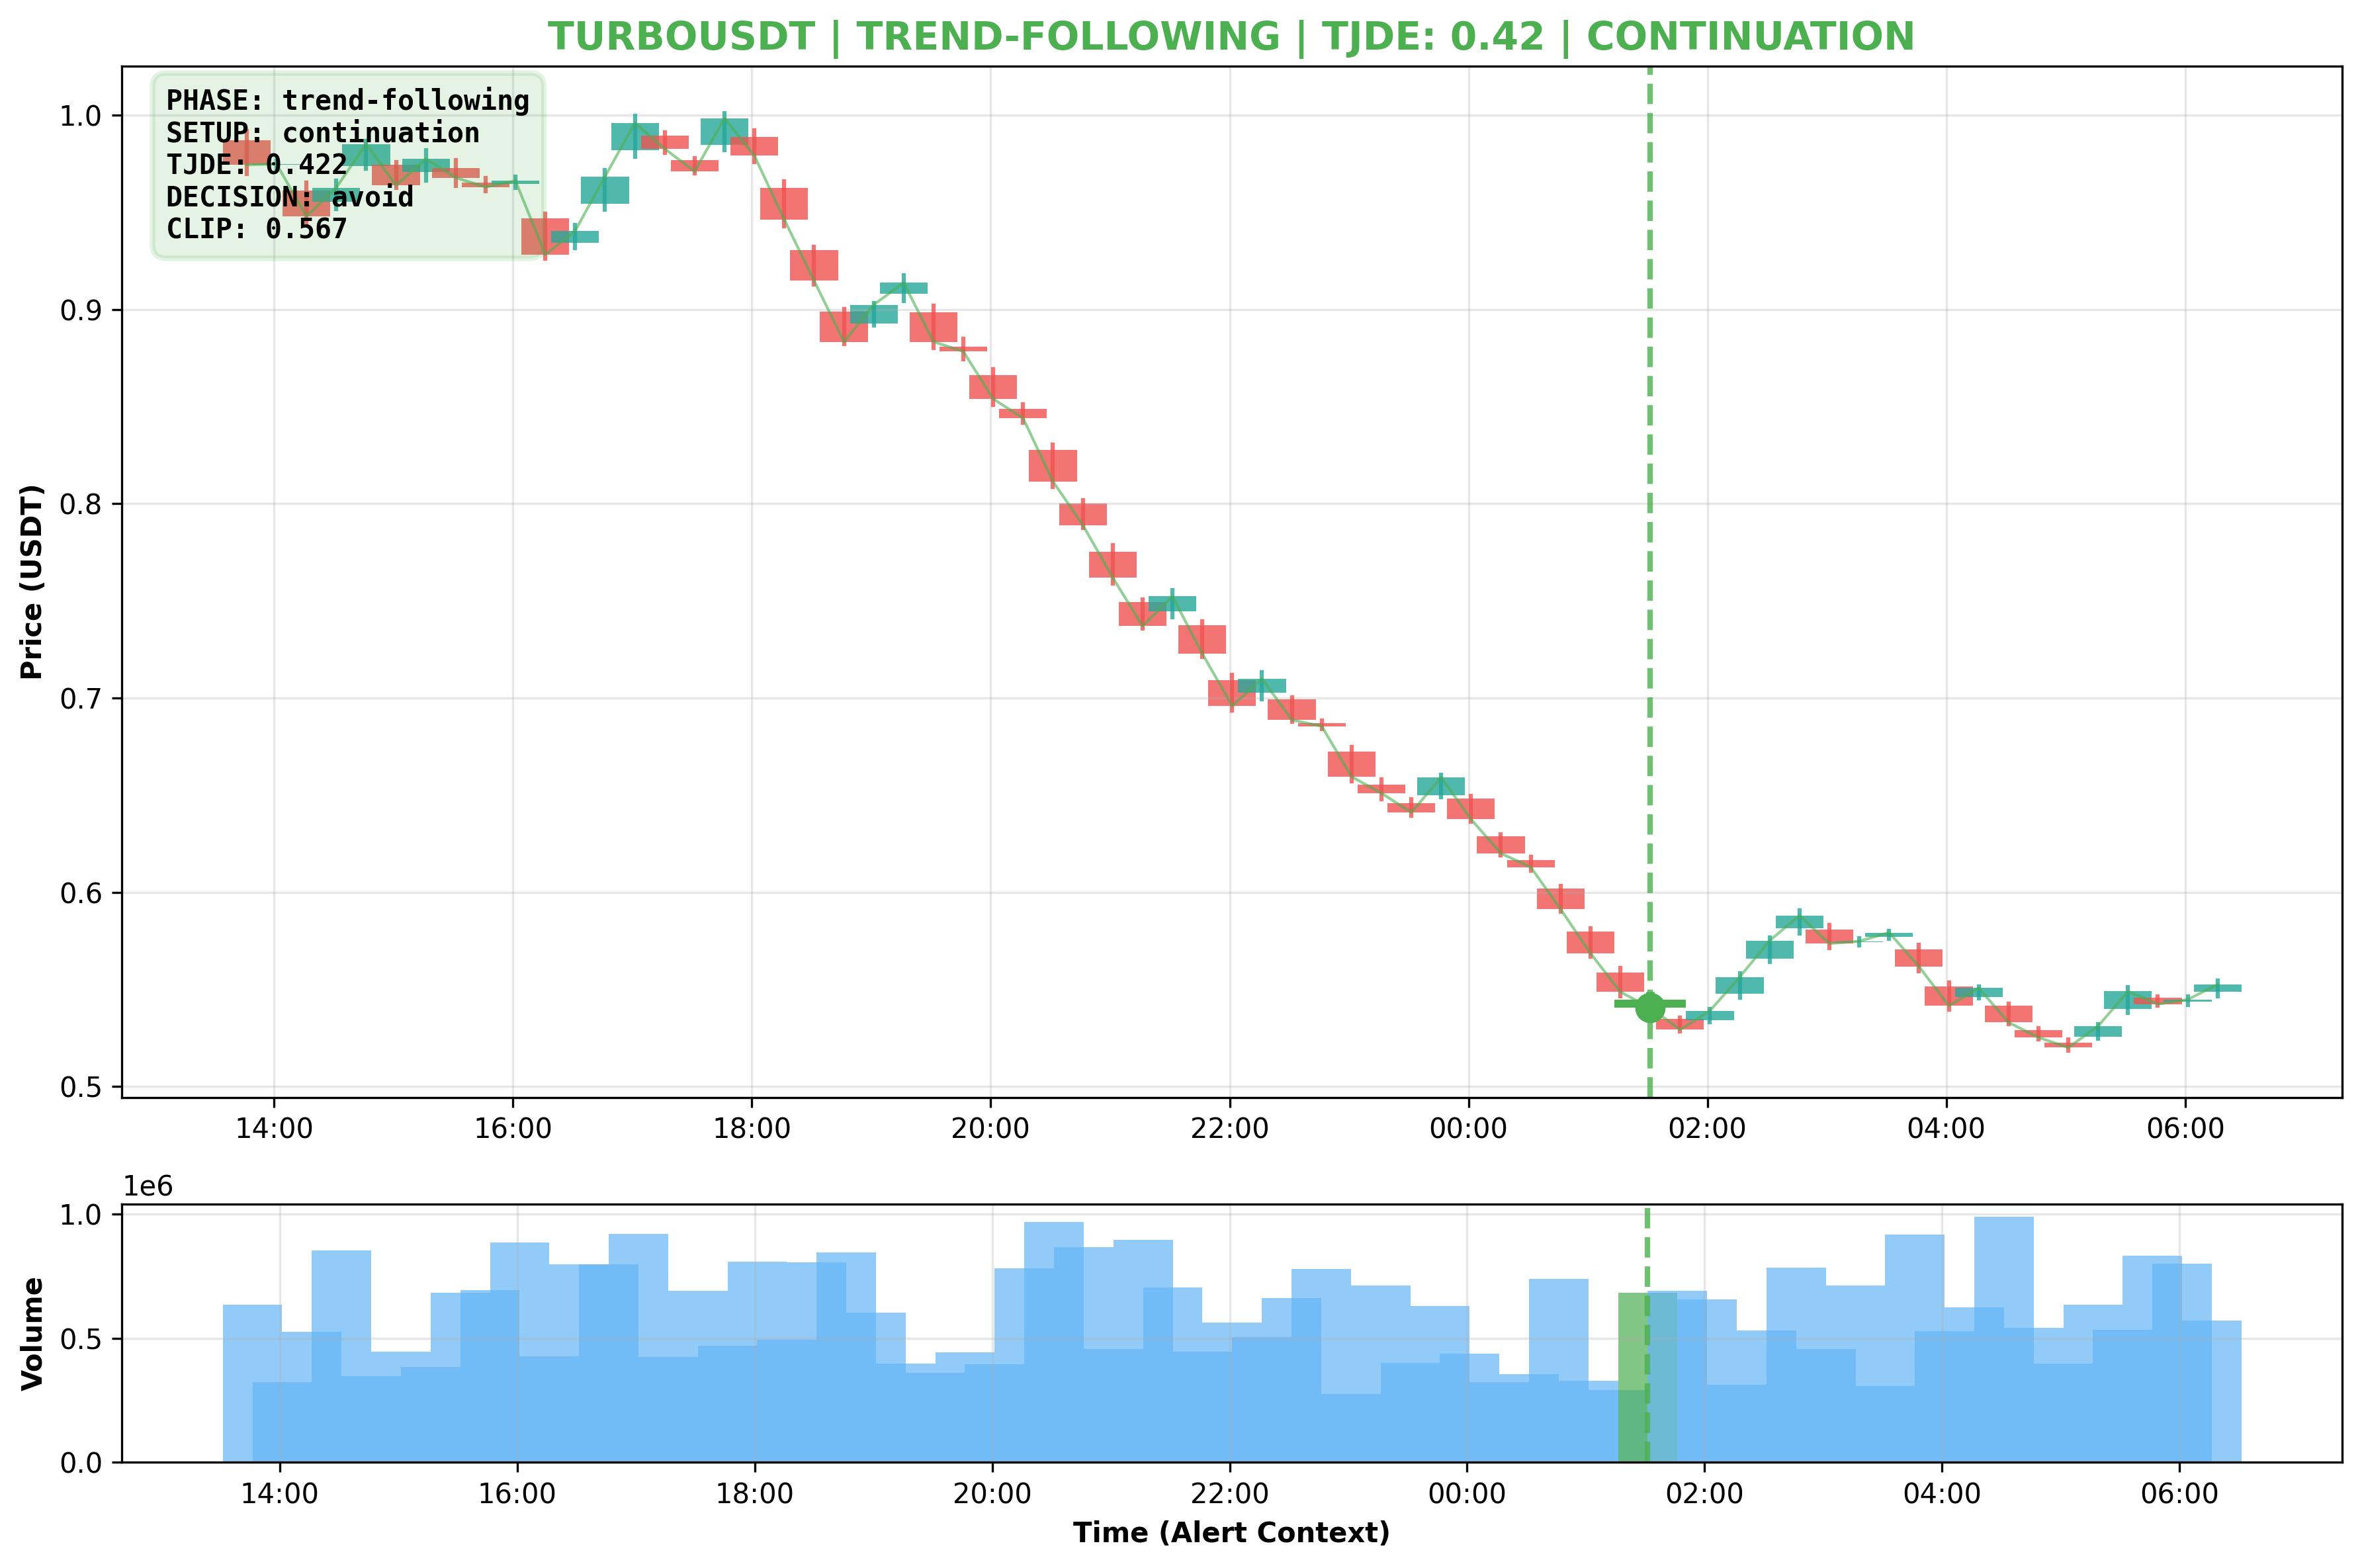 TURBOUSDT | TREND-FOLLOWING | TJDE: 0.42 | CONTINUATION
PHASE: trend-following
SETUP: continuation
TJDE: 0.422
DECISION: avoid
CLIP: 0.567
Price (USDT)
1.0
0.9
0.8
0.7
0.6
0.5
14:00 16:00 18:00 20:00 22:00 00:00 02:00 04:00 06:00
1e6
Volume
1.0
0.5
0.0
14:00 16:00 18:00 20:00 22:00 00:00 02:00 04:00 06:00
Time (Alert Context)